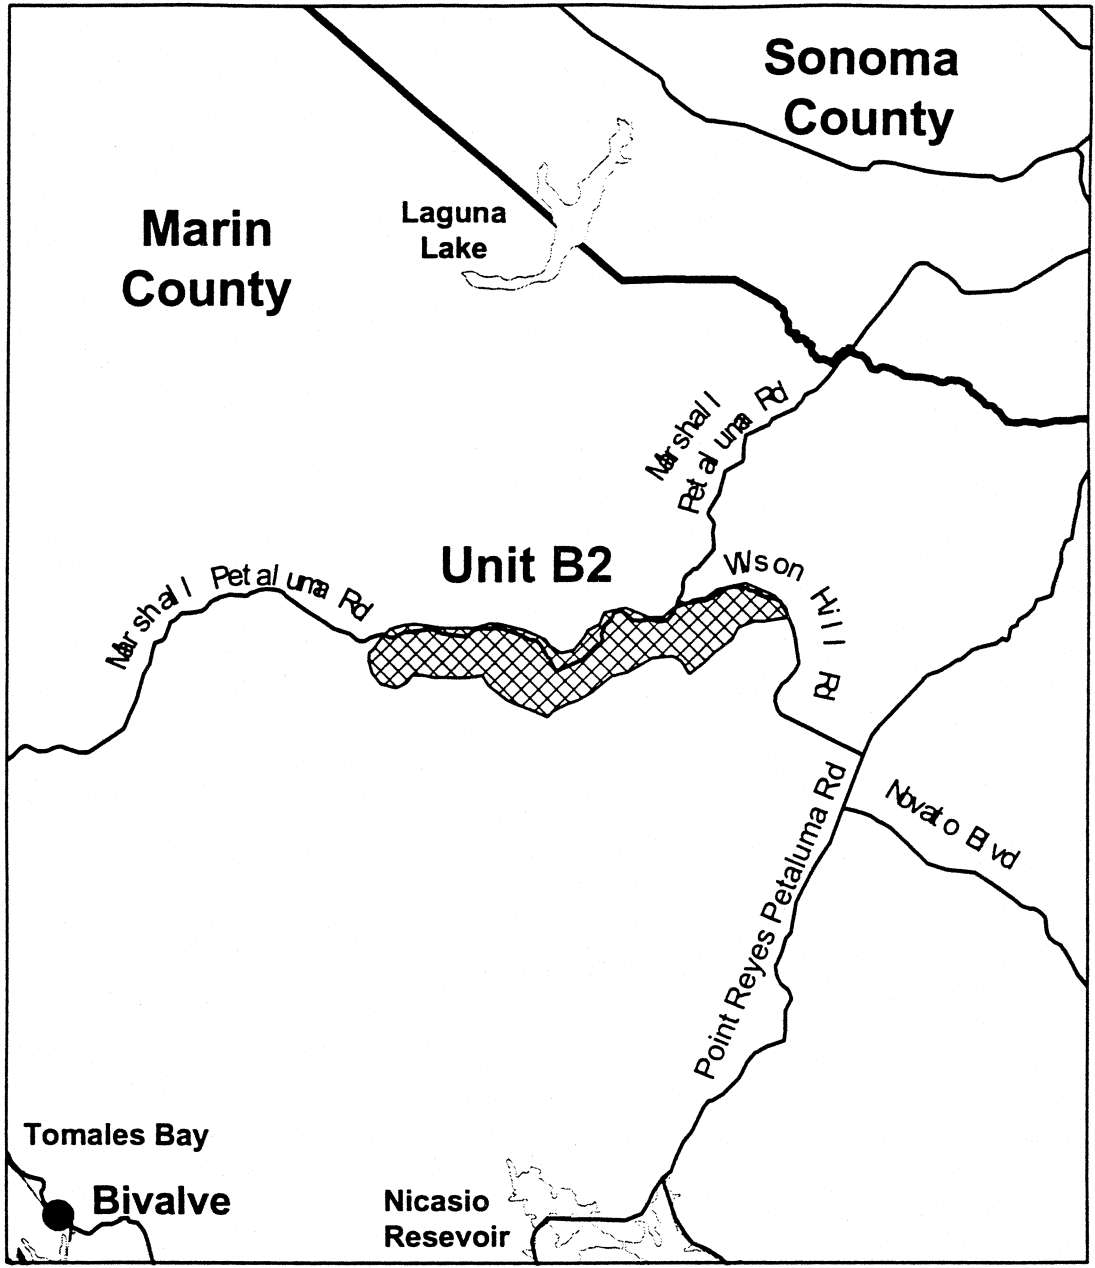 Sonoma
County
Marin
County
Laguna
Lake
Marshall
Petaluma Rd
Unit B2
Wilson Hill Rd
Marshall Petaluma Rd
Point Reyes Petaluma Rd
Novato Blvd
Tomales Bay
Bivalve
Nicasio
Resevoir